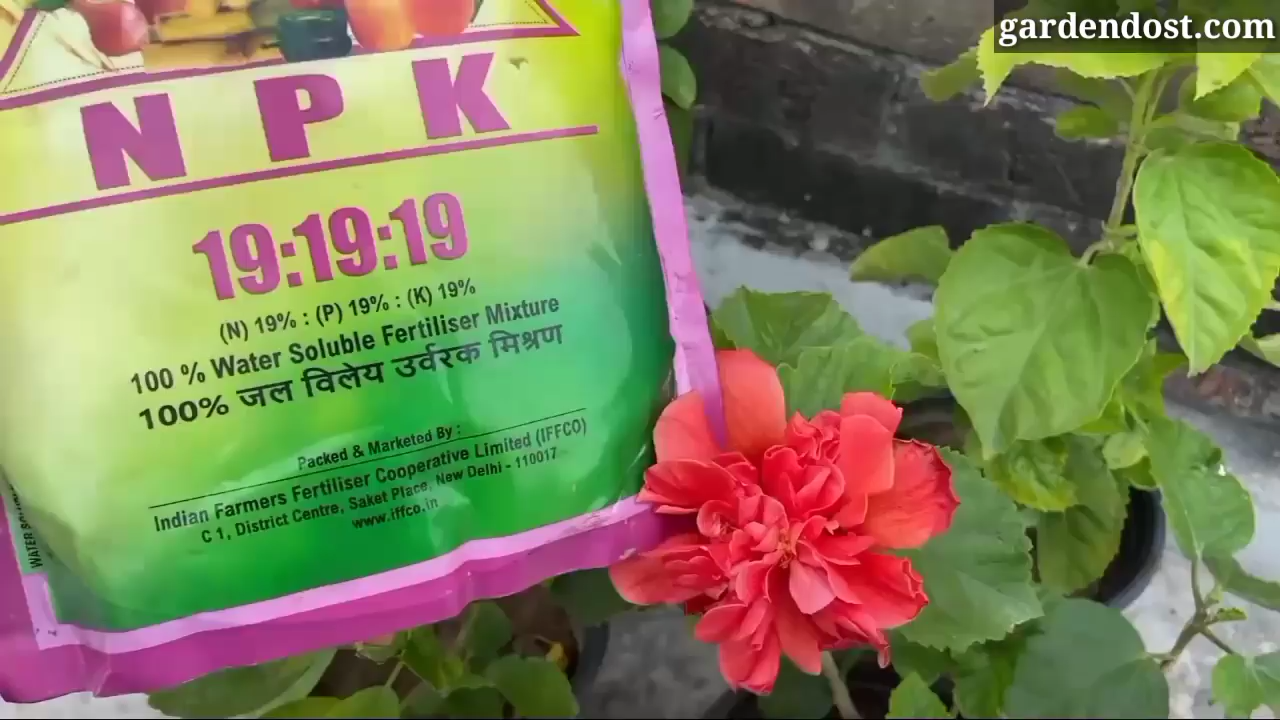 gardendost.com
N P K
19:19:19
(N) 19% : (P) 19% : (K) 19%
100 % Water Soluble Fertiliser Mixture
100% जल विलेय उर्वरक मिश्रण
Packed & Marketed By :
Indian Farmers Fertiliser Cooperative Limited (IFFCO)
C 1, District Centre, Saket Place, New Delhi - 110017
www.iffco.in
WATER